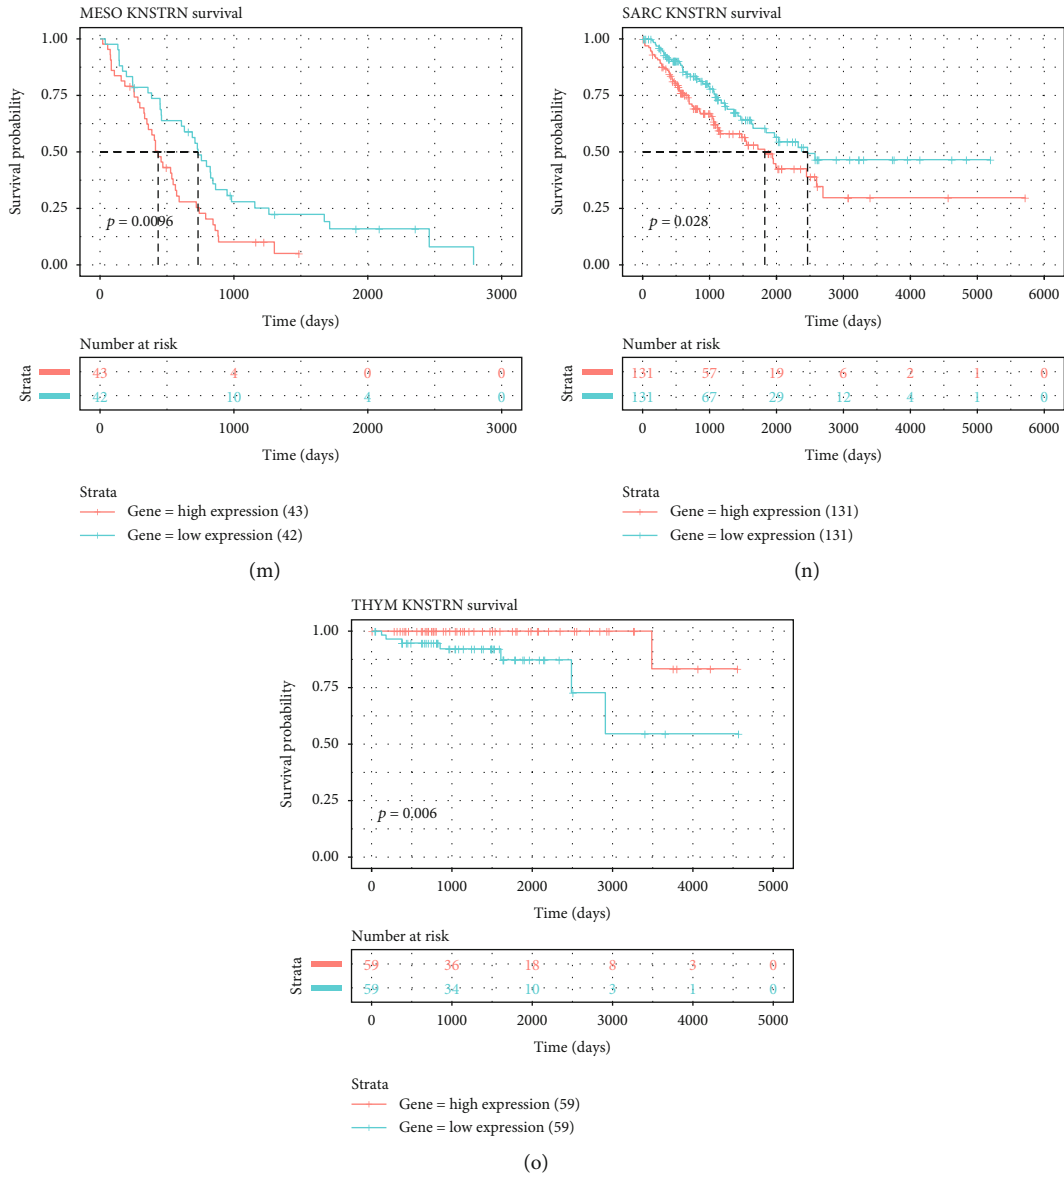 MESO KNSTRN survival
Survival probability
1.00
0.75
0.50
0.25
0.00
p = 0.0096
0 1000 2000 3000
Time (days)
Number at risk
Strata
43 4 0 0
42 10 4 0
0 1000 2000 3000
Time (days)
Strata
Gene = high expression (43)
Gene = low expression (42)
(m)
SARC KNSTRN survival
Survival probability
1.00
0.75
0.50
0.25
0.00
p = 0.028
0 1000 2000 3000 4000 5000 6000
Time (days)
Number at risk
Strata
131 57 19 6 2 1 0
131 67 29 12 4 1 0
0 1000 2000 3000 4000 5000 6000
Time (days)
Strata
Gene = high expression (131)
Gene = low expression (131)
(n)
THYM KNSTRN survival
Survival probability
1.00
0.75
0.50
0.25
0.00
p = 0.006
0 1000 2000 3000 4000 5000
Time (days)
Number at risk
Strata
59 36 18 8 3 0
59 34 10 3 1 0
0 1000 2000 3000 4000 5000
Time (days)
Strata
Gene = high expression (59)
Gene = low expression (59)
(o)